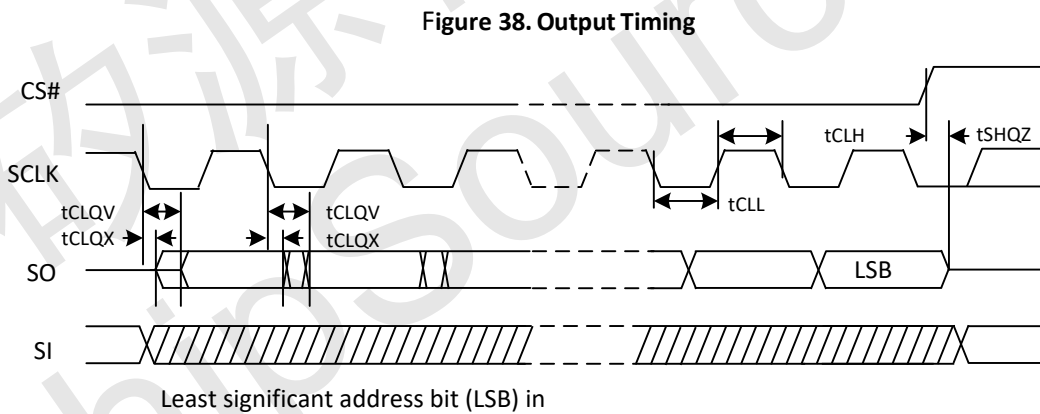 Figure 38. Output Timing
CS#
tCLH
tSHQZ
SCLK
tCLL
tCLQV
tCLQV
tCLQX
tCLQX
SO
LSB
SI
Least significant address bit (LSB) in